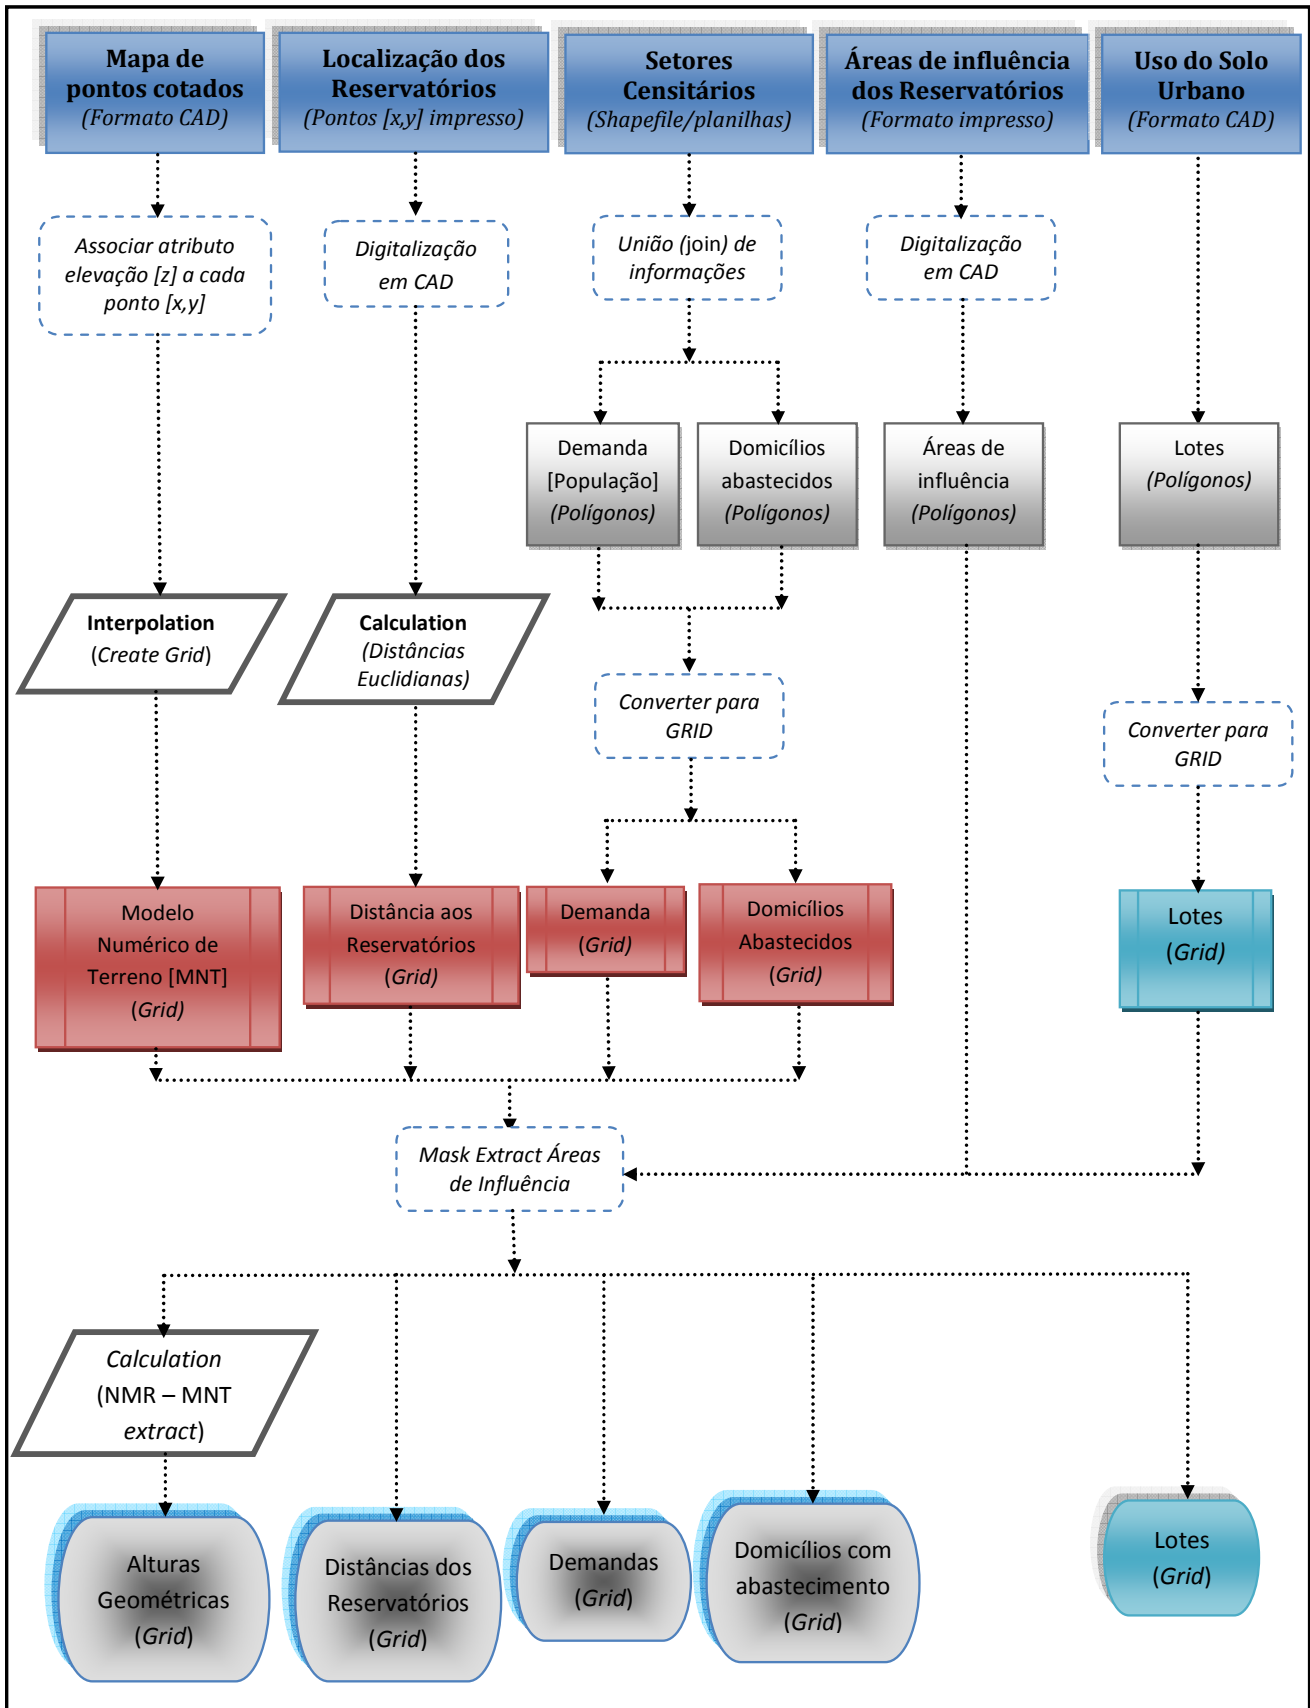 Mapa de
pontos cotados
(Formato CAD)
Localização dos
Reservatórios
(Pontos [x,y] impresso)
Setores
Censitários
(Shapefile/planilhas)
Áreas de influência
dos Reservatórios
(Formato impresso)
Uso do Solo
Urbano
(Formato CAD)
Associar atributo
elevação [z] a cada
ponto [x,y]
Digitalização
em CAD
União (join) de
informações
Digitalização
em CAD
Demanda
[População]
(Polígonos)
Domicílios
abastecidos
(Polígonos)
Áreas de
influência
(Polígonos)
Lotes
(Polígonos)
Interpolation
(Create Grid)
Calculation
(Distâncias
Euclidianas)
Converter para
GRID
Converter para
GRID
Modelo
Numérico de
Terreno [MNT]
(Grid)
Distância aos
Reservatórios
(Grid)
Demanda
(Grid)
Domicílios
Abastecidos
(Grid)
Lotes
(Grid)
Mask Extract Áreas
de Influência
Calculation
(NMR – MNT
extract)
Alturas
Geométricas
(Grid)
Distâncias dos
Reservatórios
(Grid)
Demandas
(Grid)
Domicílios com
abastecimento
(Grid)
Lotes
(Grid)